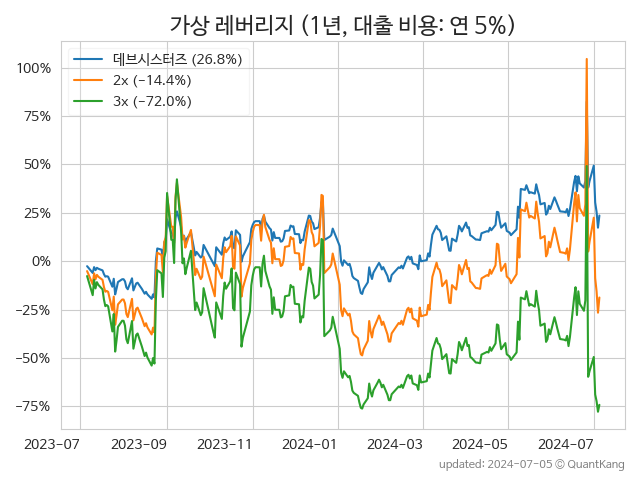 가상 레버리지 (1년, 대출 비용: 연 5%)
데브시스터즈 (26.8%)
2x (−14.4%)
3x (−72.0%)
100%
75%
50%
25%
0%
−25%
−50%
−75%
2023-07 2023-09 2023-11 2024-01 2024-03 2024-05 2024-07
updated: 2024-07-05 © QuantKang